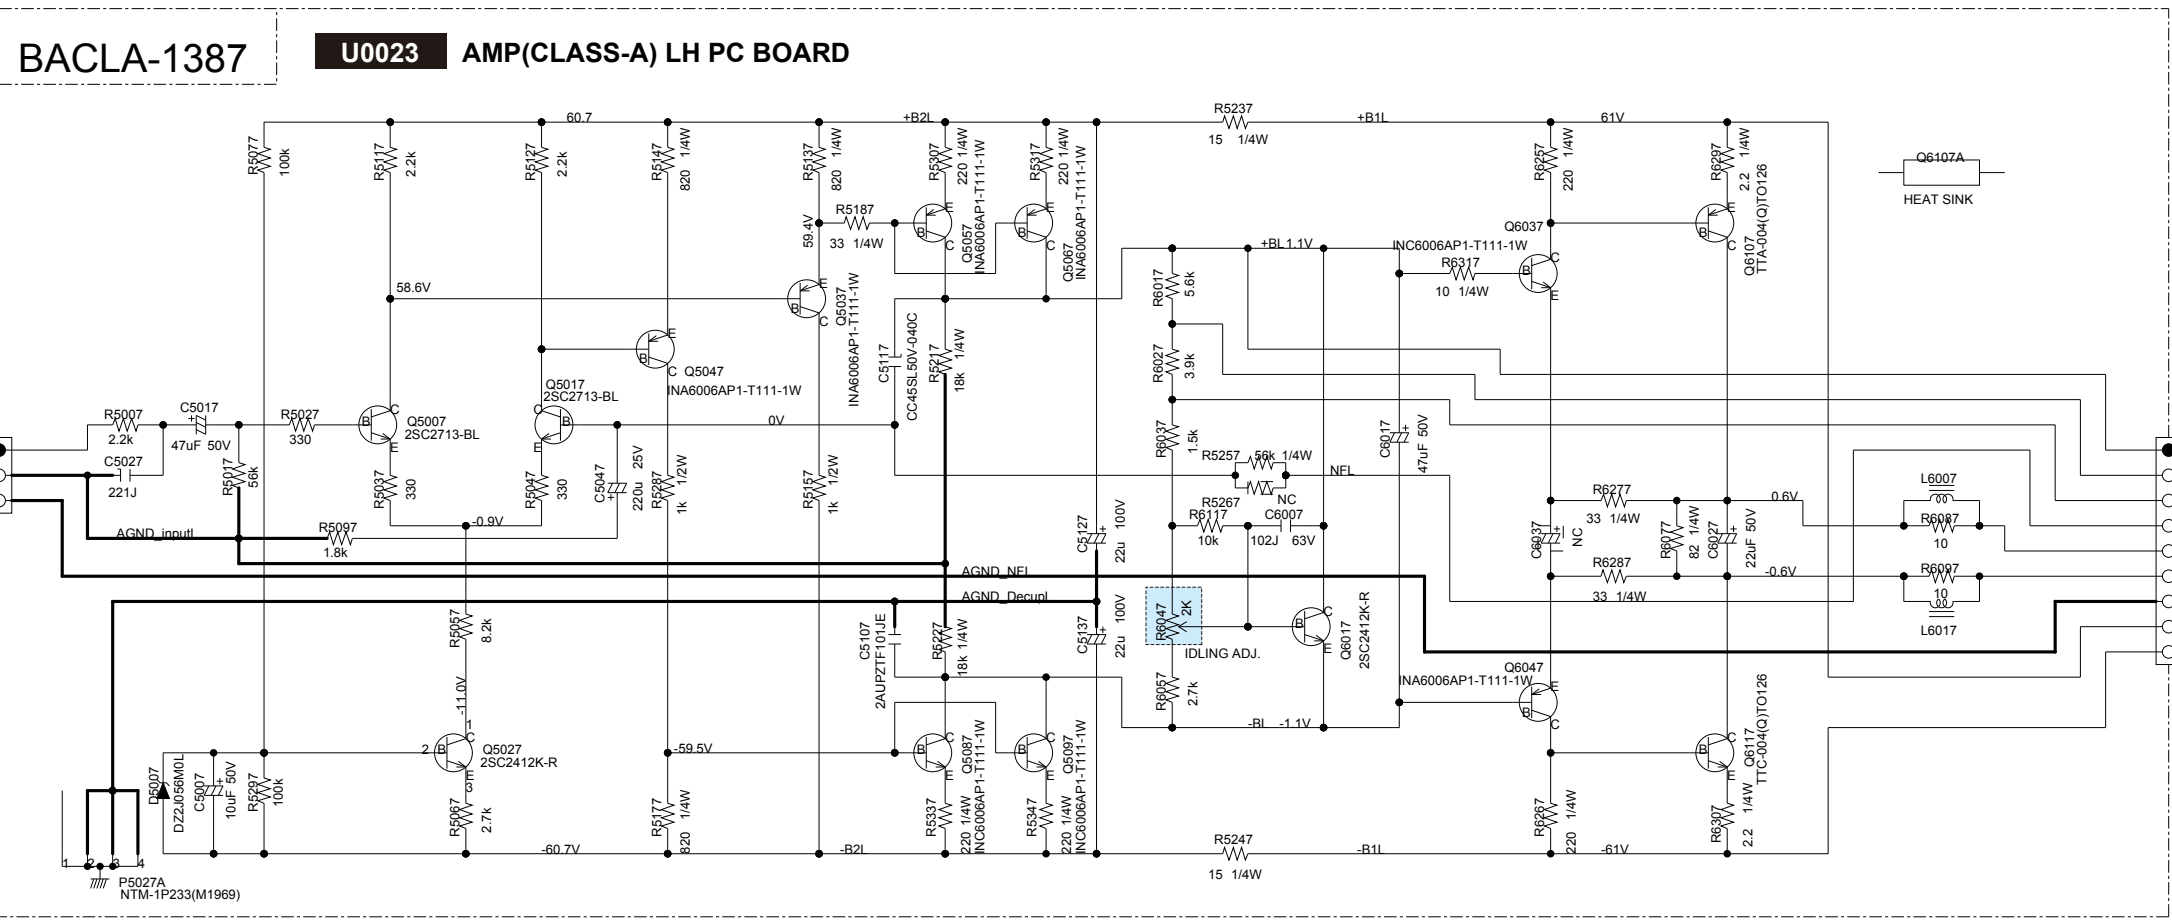 BACLA-1387
U0023 AMP(CLASS-A) LH PC BOARD
60.7
+B2L
R5237
15 1/4W
+B1L
61V
R5077
100k
R5117
2.2k
R5127
2.2k
R5147
820 1/4W
R5137
820 1/4W
R5307
220 1/4W
R5317
220 1/4W
R6257
220 1/4W
R6297
2.2 1/4W
Q6107A
HEAT SINK
59.4V
R5187
33 1/4W
B
C
E
Q5057
INA6006AP1-T111-1W
B
C
E
Q5067
INA6006AP1-T111-1W
Q6037
INC6006AP1-T111-1W
B
C
E
R6317
10 1/4W
B
C
E
Q6107
TTA-004(Q)TO126
+BL1.1V
58.6V
B
E
C
Q5037
INA6006AP1-T111-1W
B
E
C Q5047
INA6006AP1-T111-1W
C5117
CC45SL50V-040C
R5217
18k 1/4W
R6017
5.6k
R6027
3.9k
R6037
1.5k
R5007
2.2k
C5017
47uF 50V
+
C5027
221J
R5017
56k
R5027
330
B
C
E
Q5007
2SC2713-BL
Q5017
2SC2713-BL
C
B
E
0V
R5037
330
R5047
330
C5047
220u 25V
+
R5287
1k 1/2W
R5157
1k 1/2W
R5257
56k 1/4W
NFL
R5267
NC
R6117
10k
C6007
102J 63V
C6017
47uF 50V
+
-0.9V
AGND_inputl
R5097
1.8k
C5127
22u 100V
+
AGND_NFL
AGND_Decupl
C5137
22u 100V
+
R6277
33 1/4W
R6287
33 1/4W
C6037
NC
+
R6077
82 1/4W
C6027
22uF 50V
+
0.6V
-0.6V
L6007
R6087
10
R6097
10
L6017
R5057
8.2k
C5107
2AUPZTF101JE
R5227
18k 1/4W
R6047
2K
IDLING ADJ.
B
C
E
Q6017
2SC2412K-R
R6057
2.7k
-BL -1.1V
Q6047
INA6006AP1-T111-1W
B
E
C
-11.0V
1
2
B
C
E
3
Q5027
2SC2412K-R
-59.5V
B
C
E
Q5087
INC6006AP1-T111-1W
B
C
E
Q5097
INC6006AP1-T111-1W
B
C
E
Q6117
TTC-004(Q)TO126
D5007
DZ2J056M0L
C5007
10uF 50V
+
R5297
100k
R5067
2.7k
R5177
820 1/4W
R5337
220 1/4W
R5347
220 1/4W
R6267
220 1/4W
R6307
2.2 1/4W
-60.7V
-B2L
R5247
15 1/4W
-B1L
-61V
1 2 3 4
P5027A
NTM-1P233(M1969)